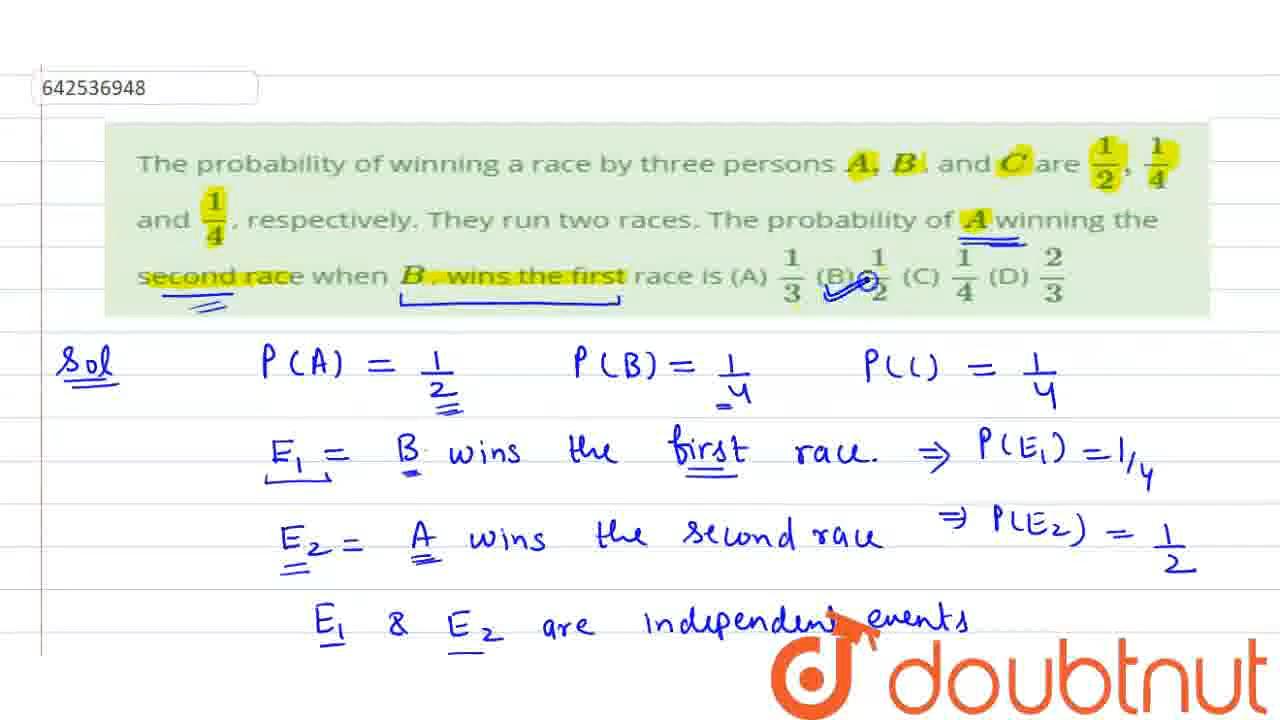 642536948
The probability of winning a race by three persons A, B, and C are 1/2, 1/4
and 1/4, respectively. They run two races. The probability of A winning the
second race when B, wins the first race is (A) 1/3 (B) 1/2 (C) 1/4 (D) 2/3
Sol P(A) = 1/2 P(B) = 1/4 P(C) = 1/4
E1 = B wins the first race. ⇒ P(E1) = 1/4
E2 = A wins the second race ⇒ P(E2) = 1/2
E1 & E2 are independent events
doubtnut